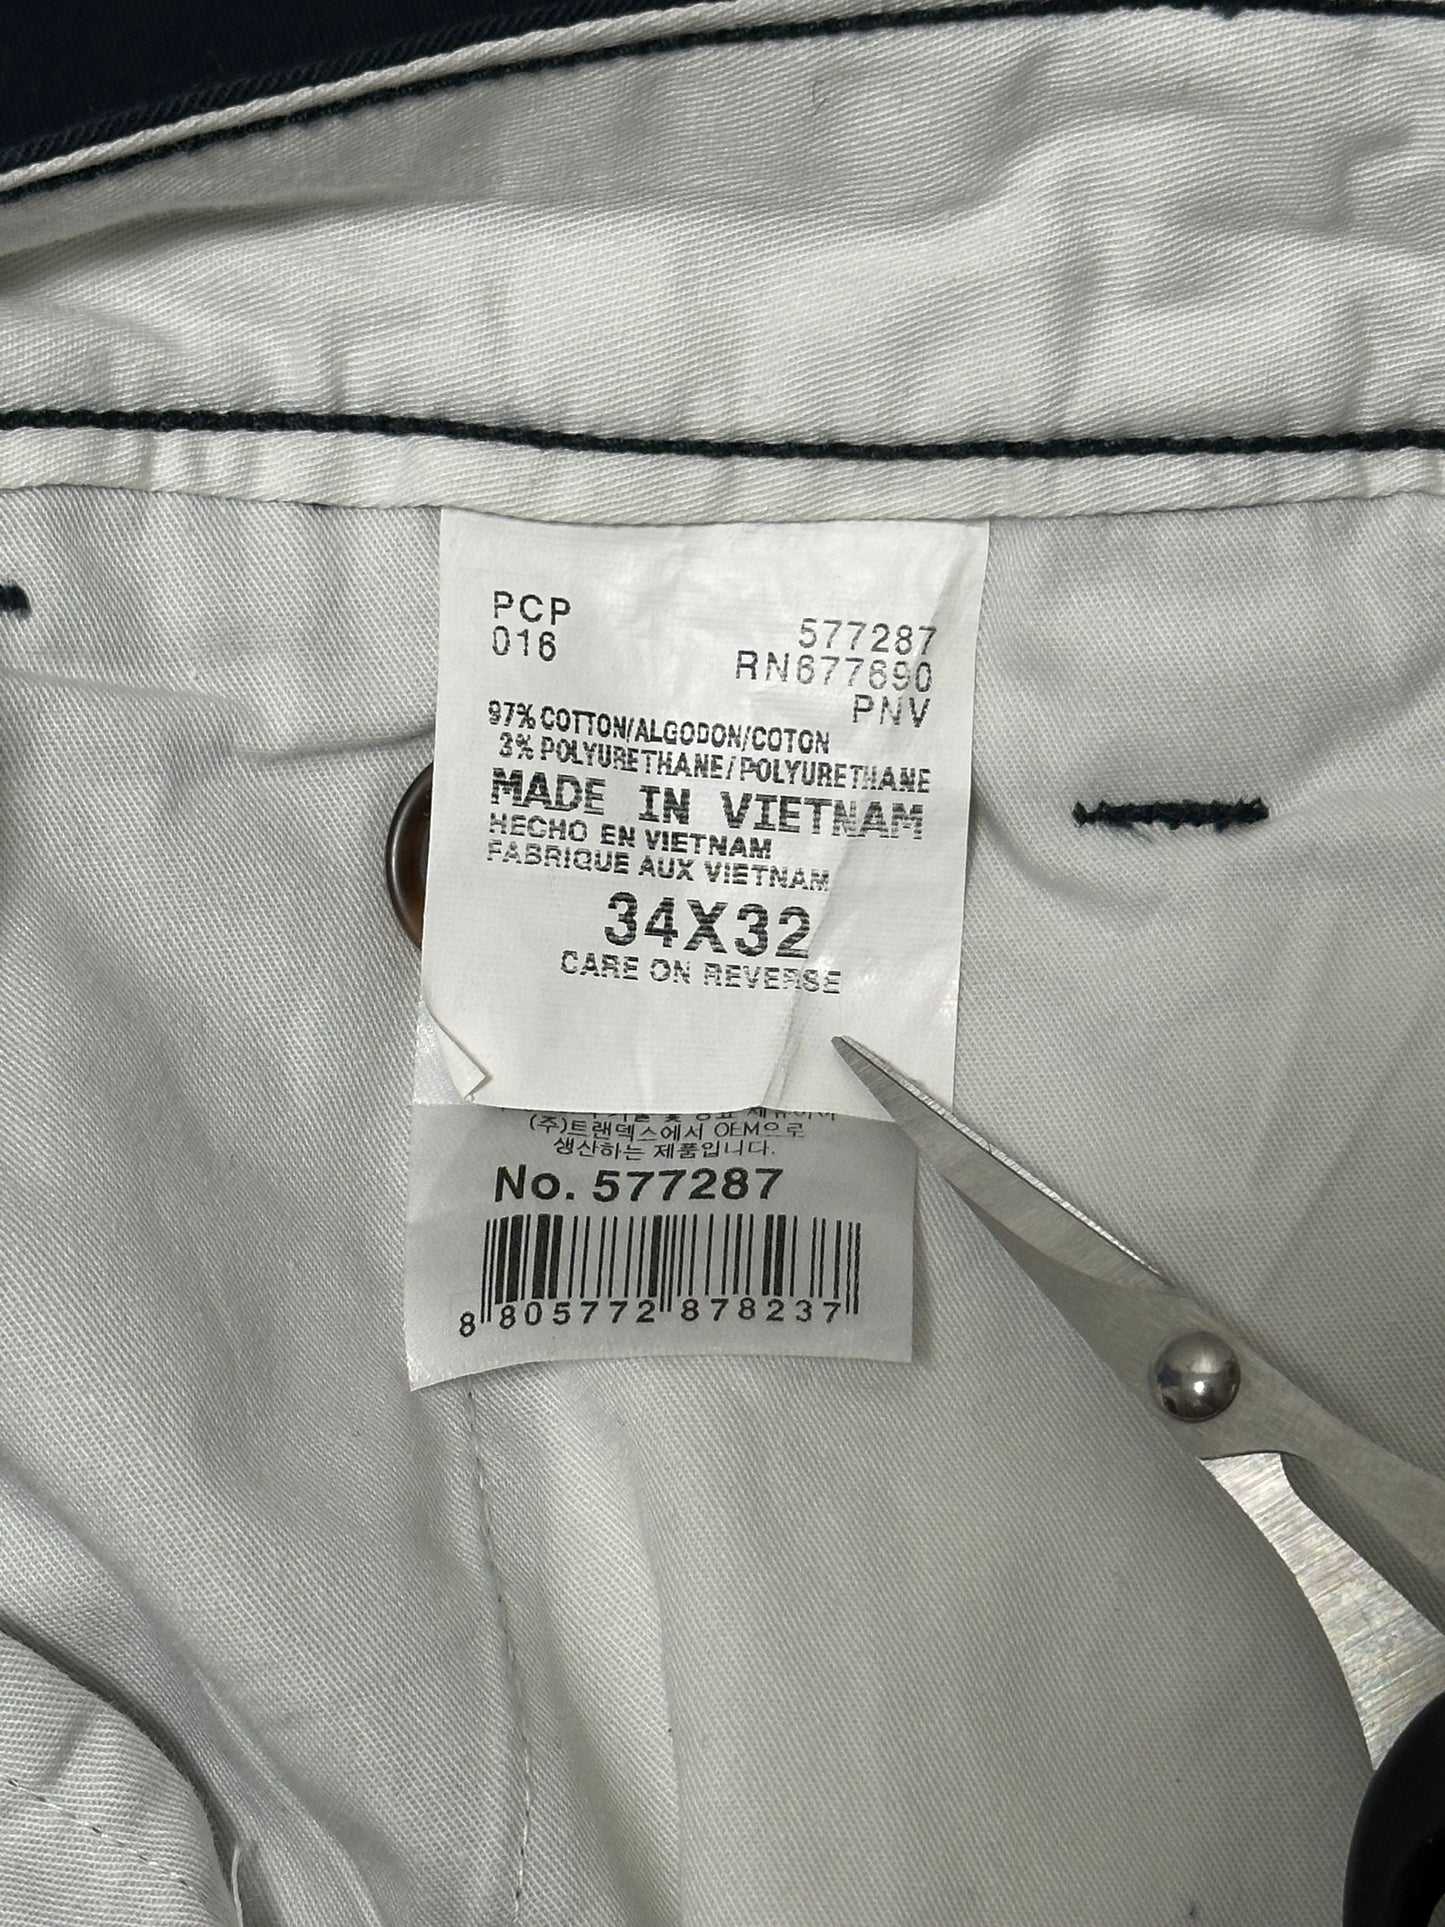 PCP
016
577287
RN677690
PNV
97% COTTON/ALGODON/COTON
3% POLYURETHANE/POLYURETHANE
MADE IN VIETNAM
HECHO EN VIETNAM
FABRIQUE AUX VIETNAM
34X32
CARE ON REVERSE
(주)트랜덱스에서 OEM으로
생산하는 제품입니다.
No. 577287
8 805772 878237